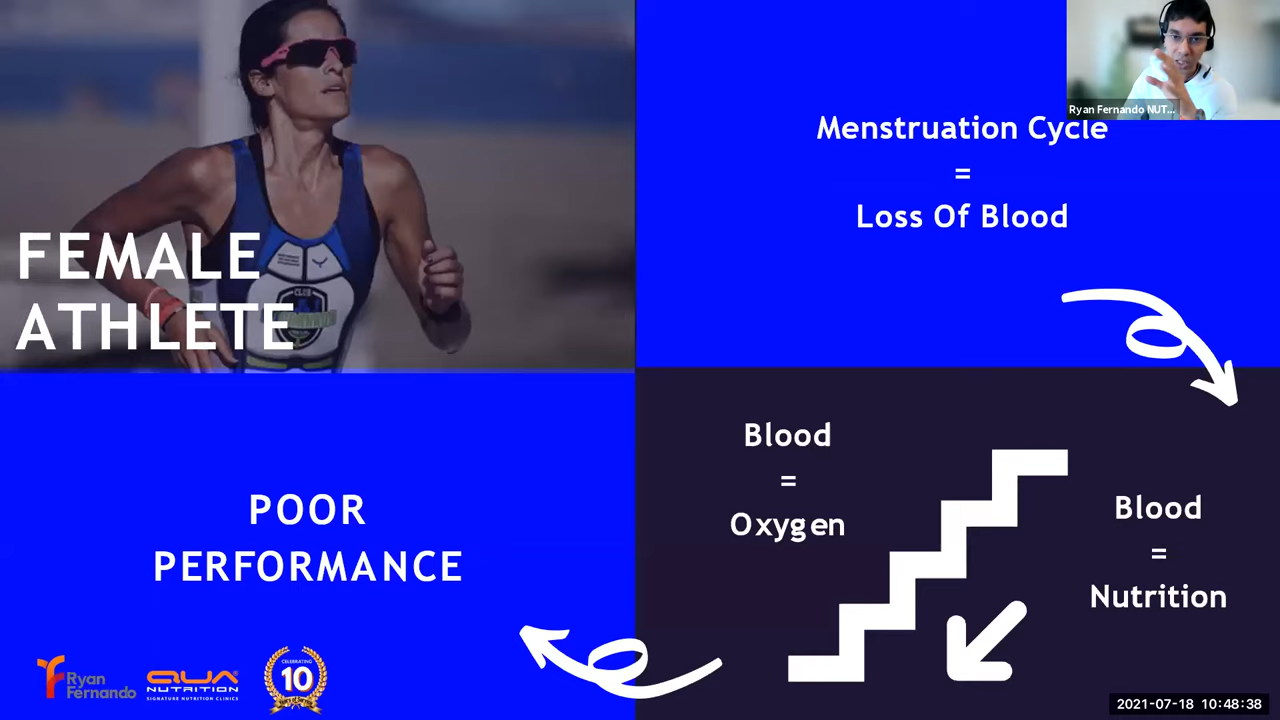 FEMALE
ATHLETE
CLUB
Ryan Fernando NUT...
Menstruation Cycle
=
Loss Of Blood
Blood
=
Oxygen
Blood
=
Nutrition
POOR
PERFORMANCE
Ryan
Fernando
QUA
NUTRITION
SIGNATURE NUTRITION CLINICS
CELEBRATING
10
2021-07-18 10:48:38